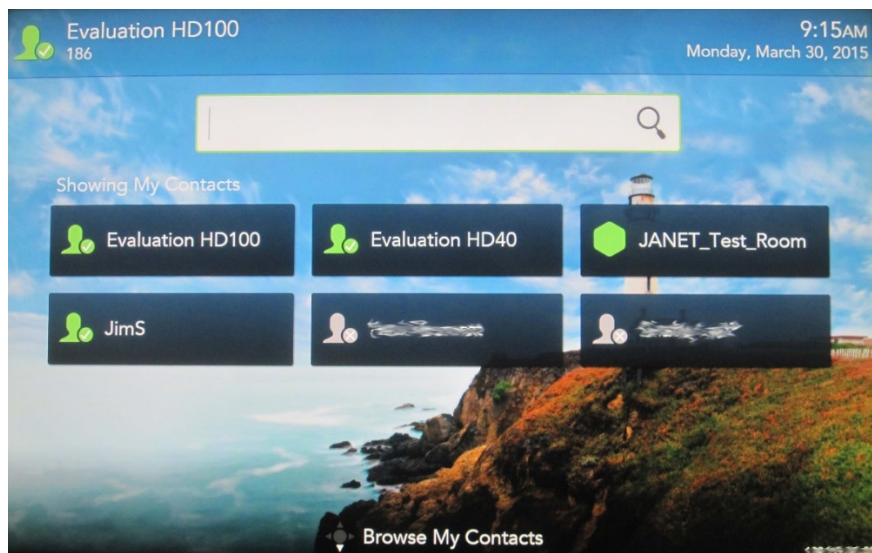 Evaluation HD100
186
9:15AM
Monday, March 30, 2015
Showing My Contacts
Evaluation HD100
Evaluation HD40
JANET_Test_Room
JimS
Browse My Contacts